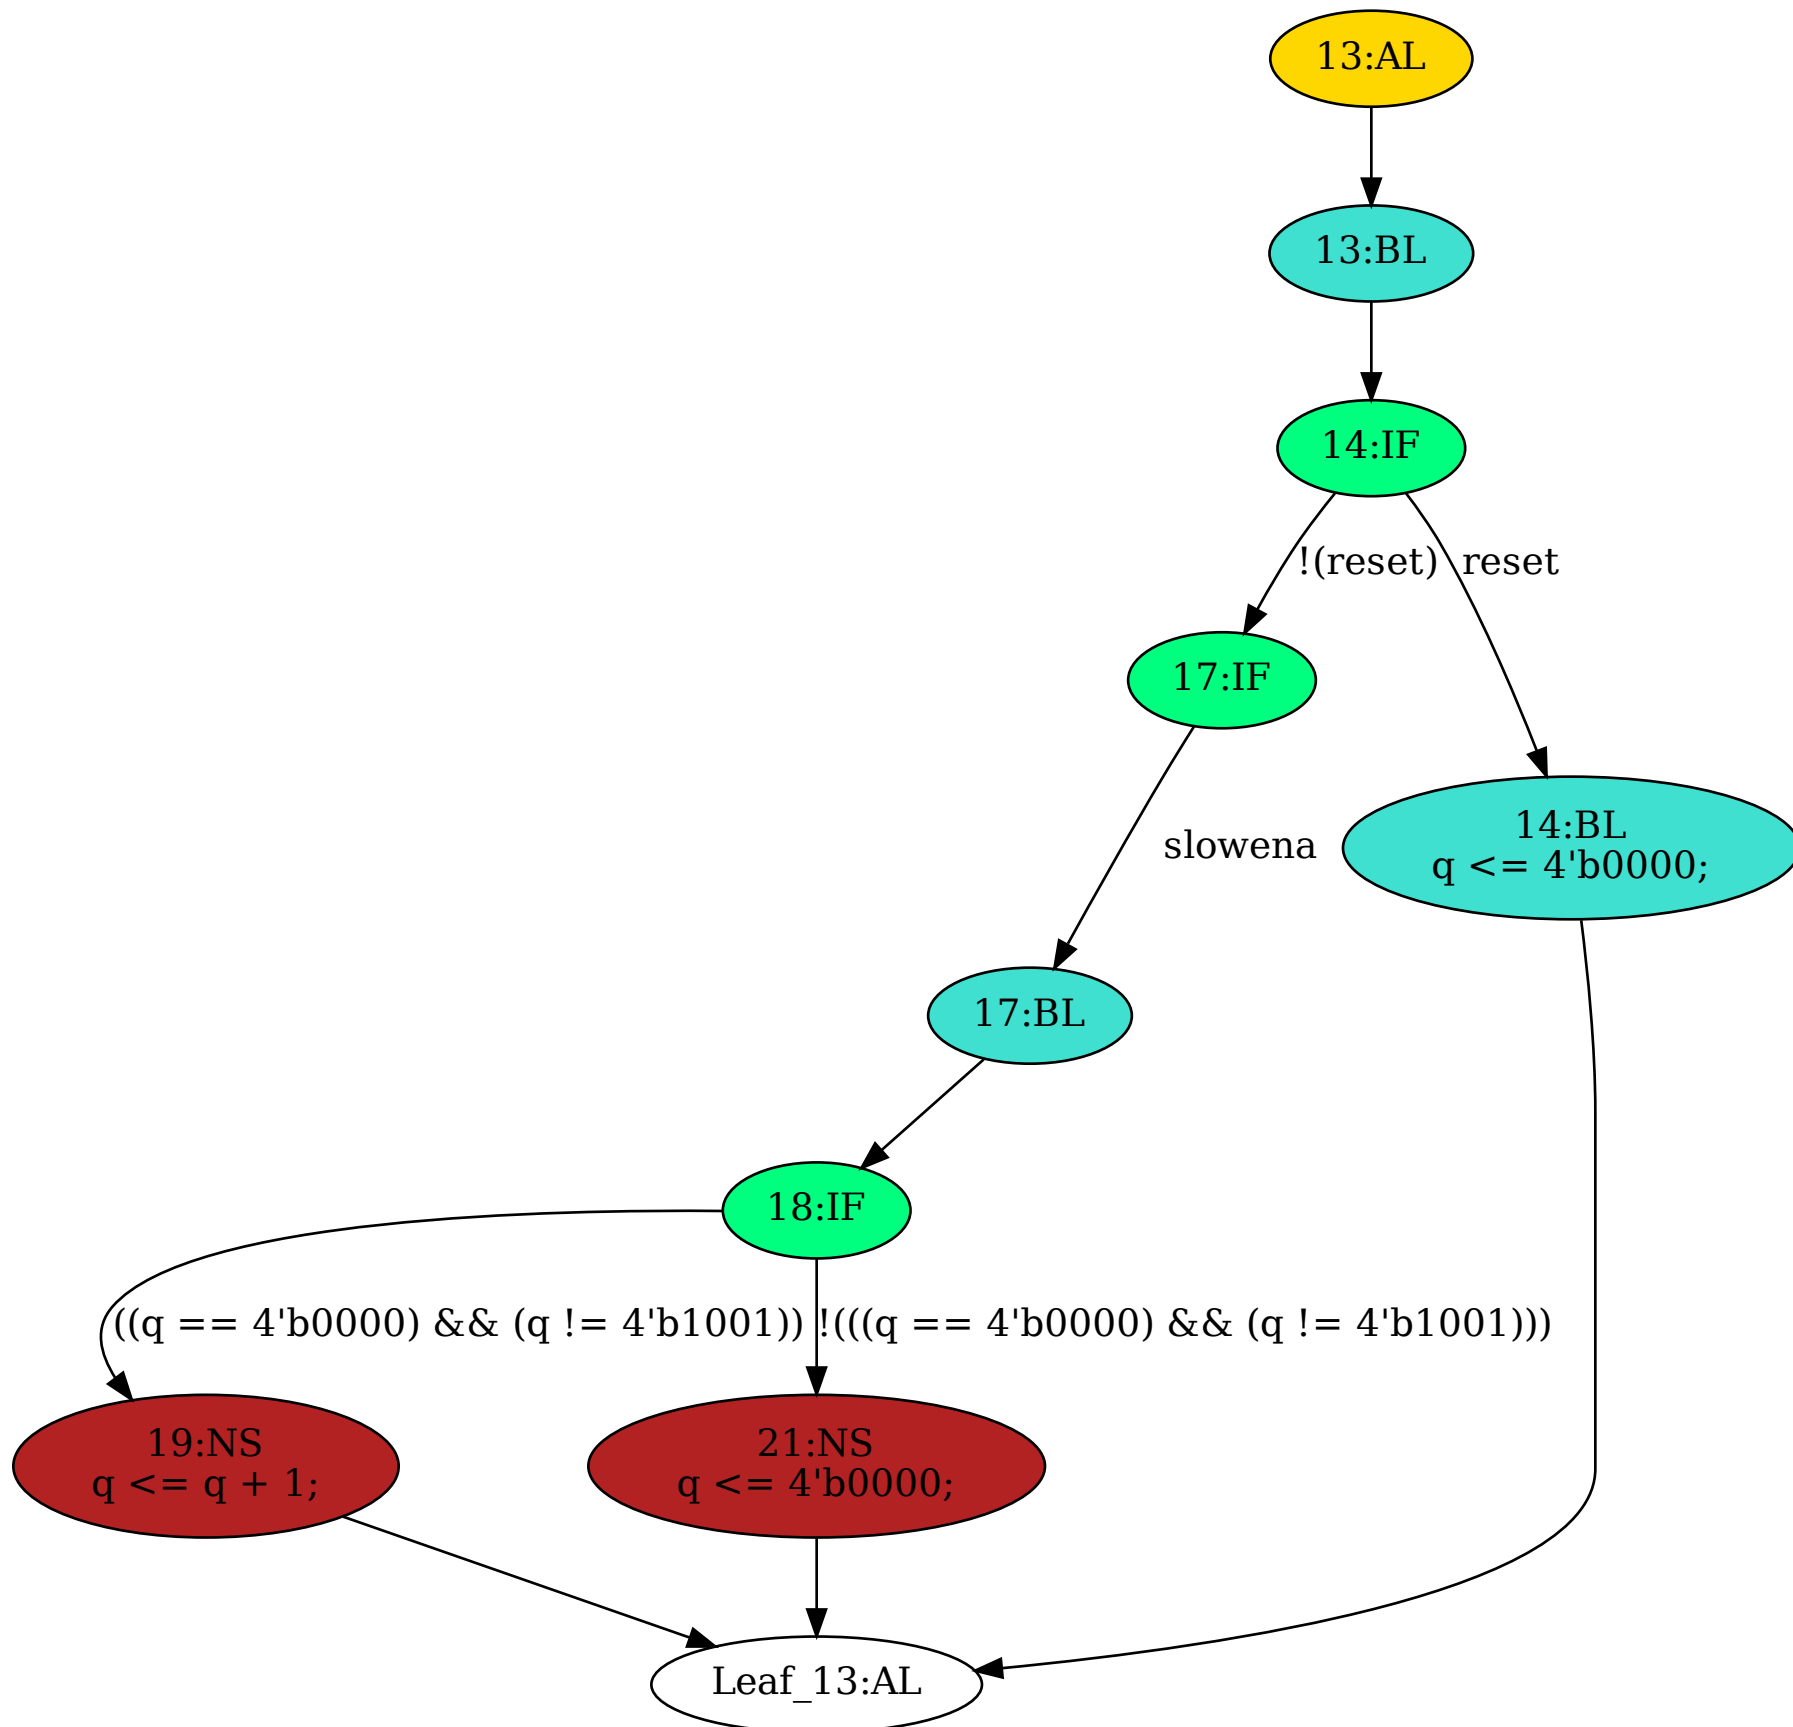 13:AL
13:BL
14:IF
!(reset)
reset
17:IF
14:BL
q <= 4'b0000;
slowena
17:BL
18:IF
((q == 4'b0000) && (q != 4'b1001))
!(((q == 4'b0000) && (q != 4'b1001)))
19:NS
q <= q + 1;
21:NS
q <= 4'b0000;
Leaf_13:AL